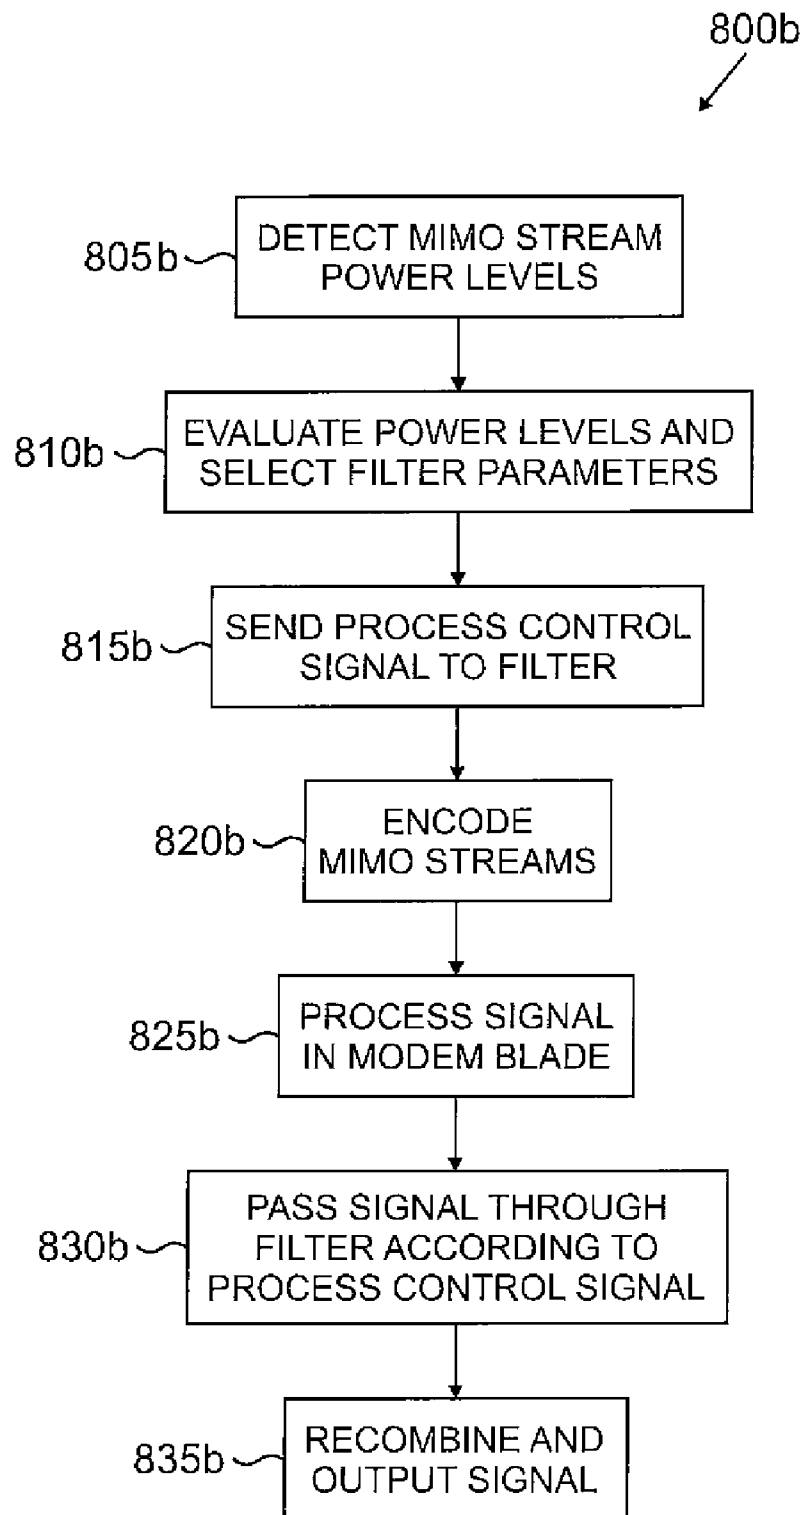 800b
805b
DETECT MIMO STREAM
POWER LEVELS
810b
EVALUATE POWER LEVELS AND
SELECT FILTER PARAMETERS
815b
SEND PROCESS CONTROL
SIGNAL TO FILTER
820b
ENCODE
MIMO STREAMS
825b
PROCESS SIGNAL
IN MODEM BLADE
830b
PASS SIGNAL THROUGH
FILTER ACCORDING TO
PROCESS CONTROL SIGNAL
835b
RECOMBINE AND
OUTPUT SIGNAL